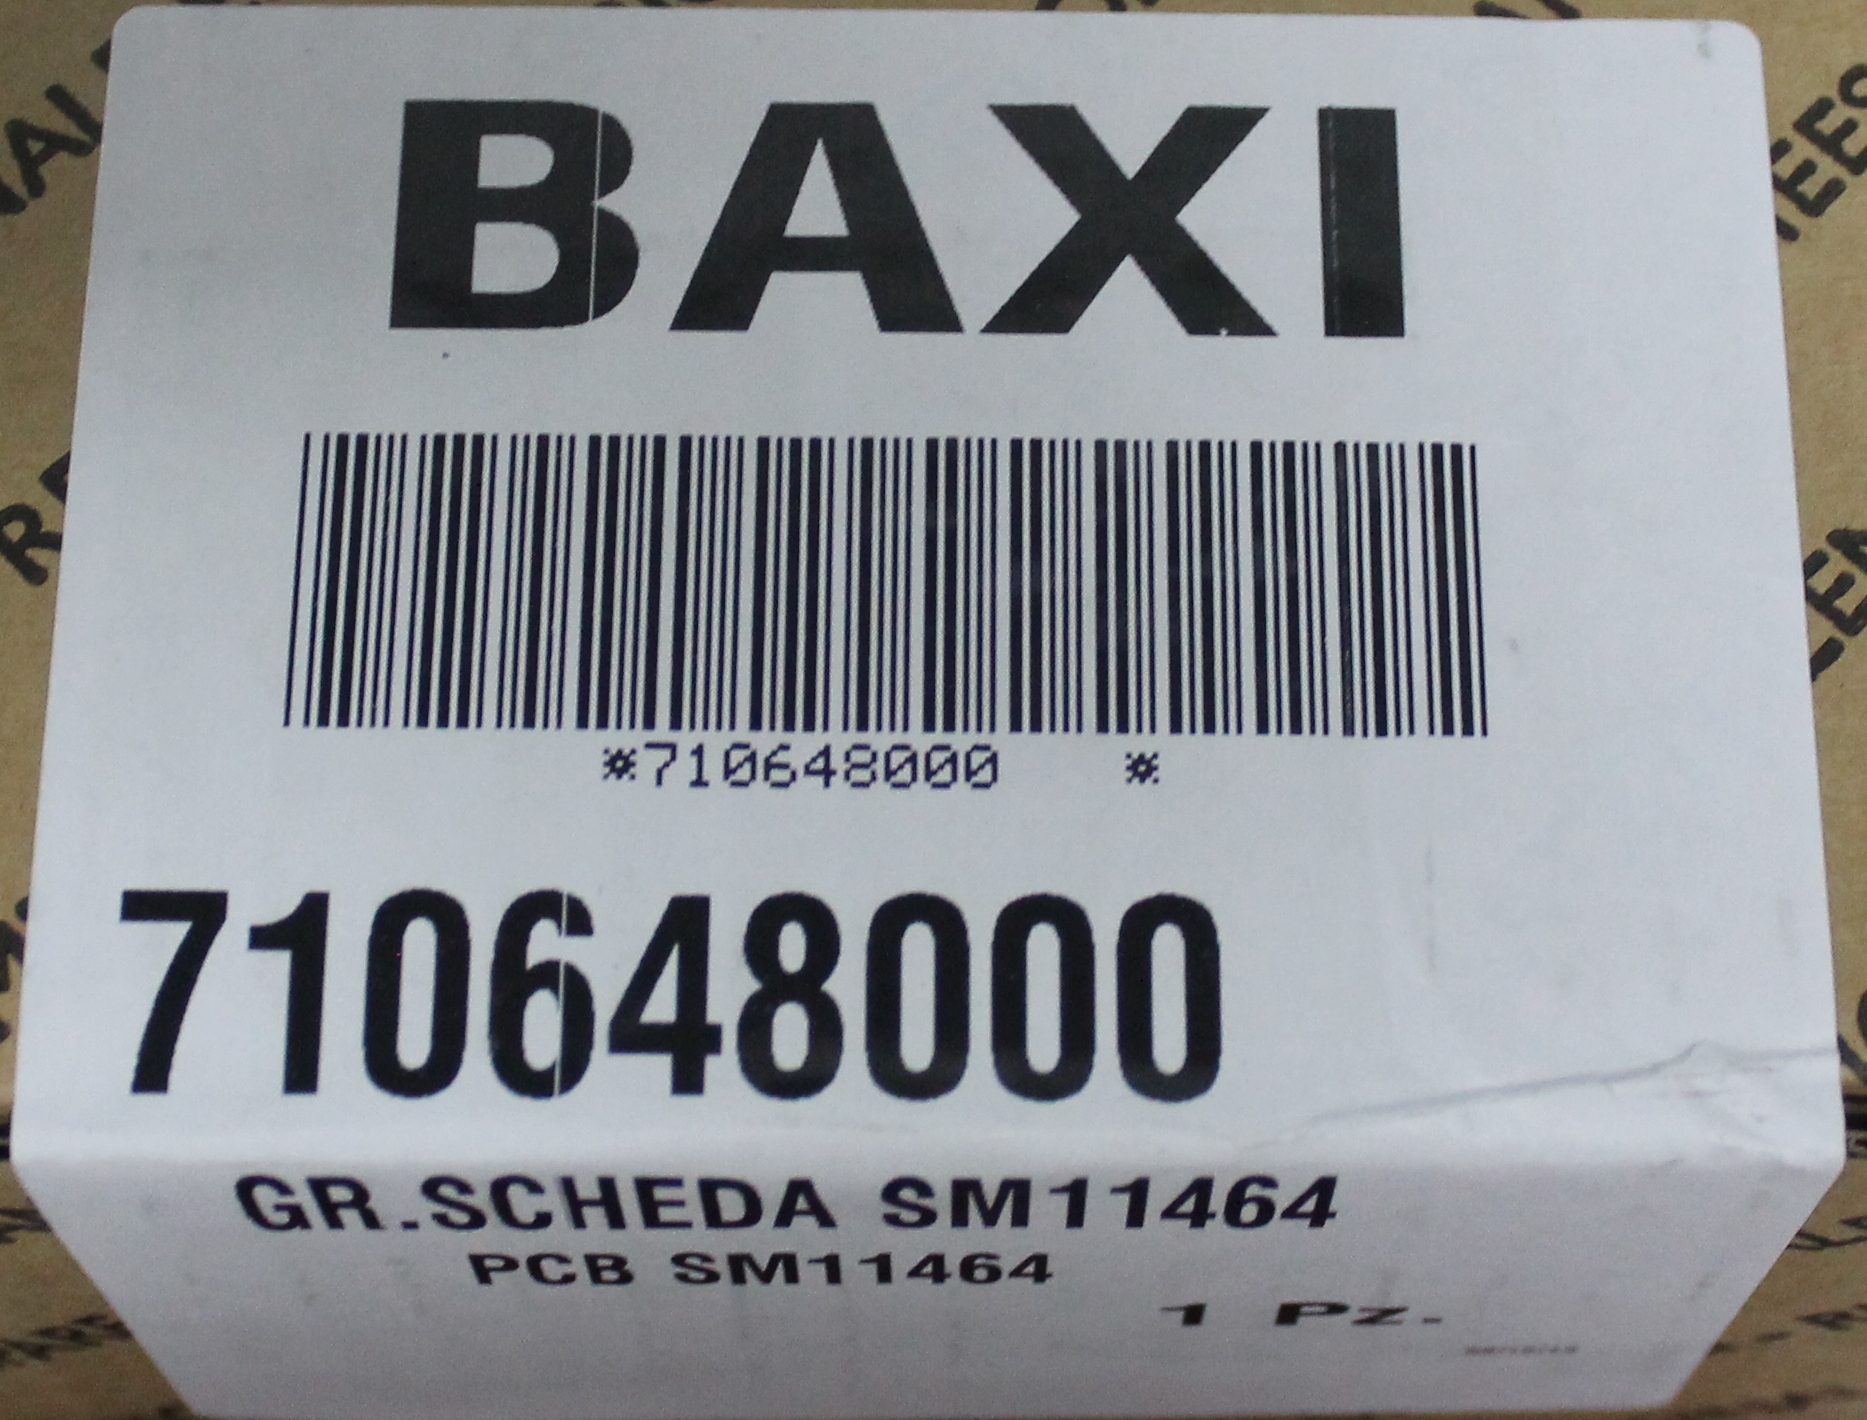 BAXI
*710648000 *
710648000
GR.SCHEDA SM11464
PCB SM11464
1 Pz.